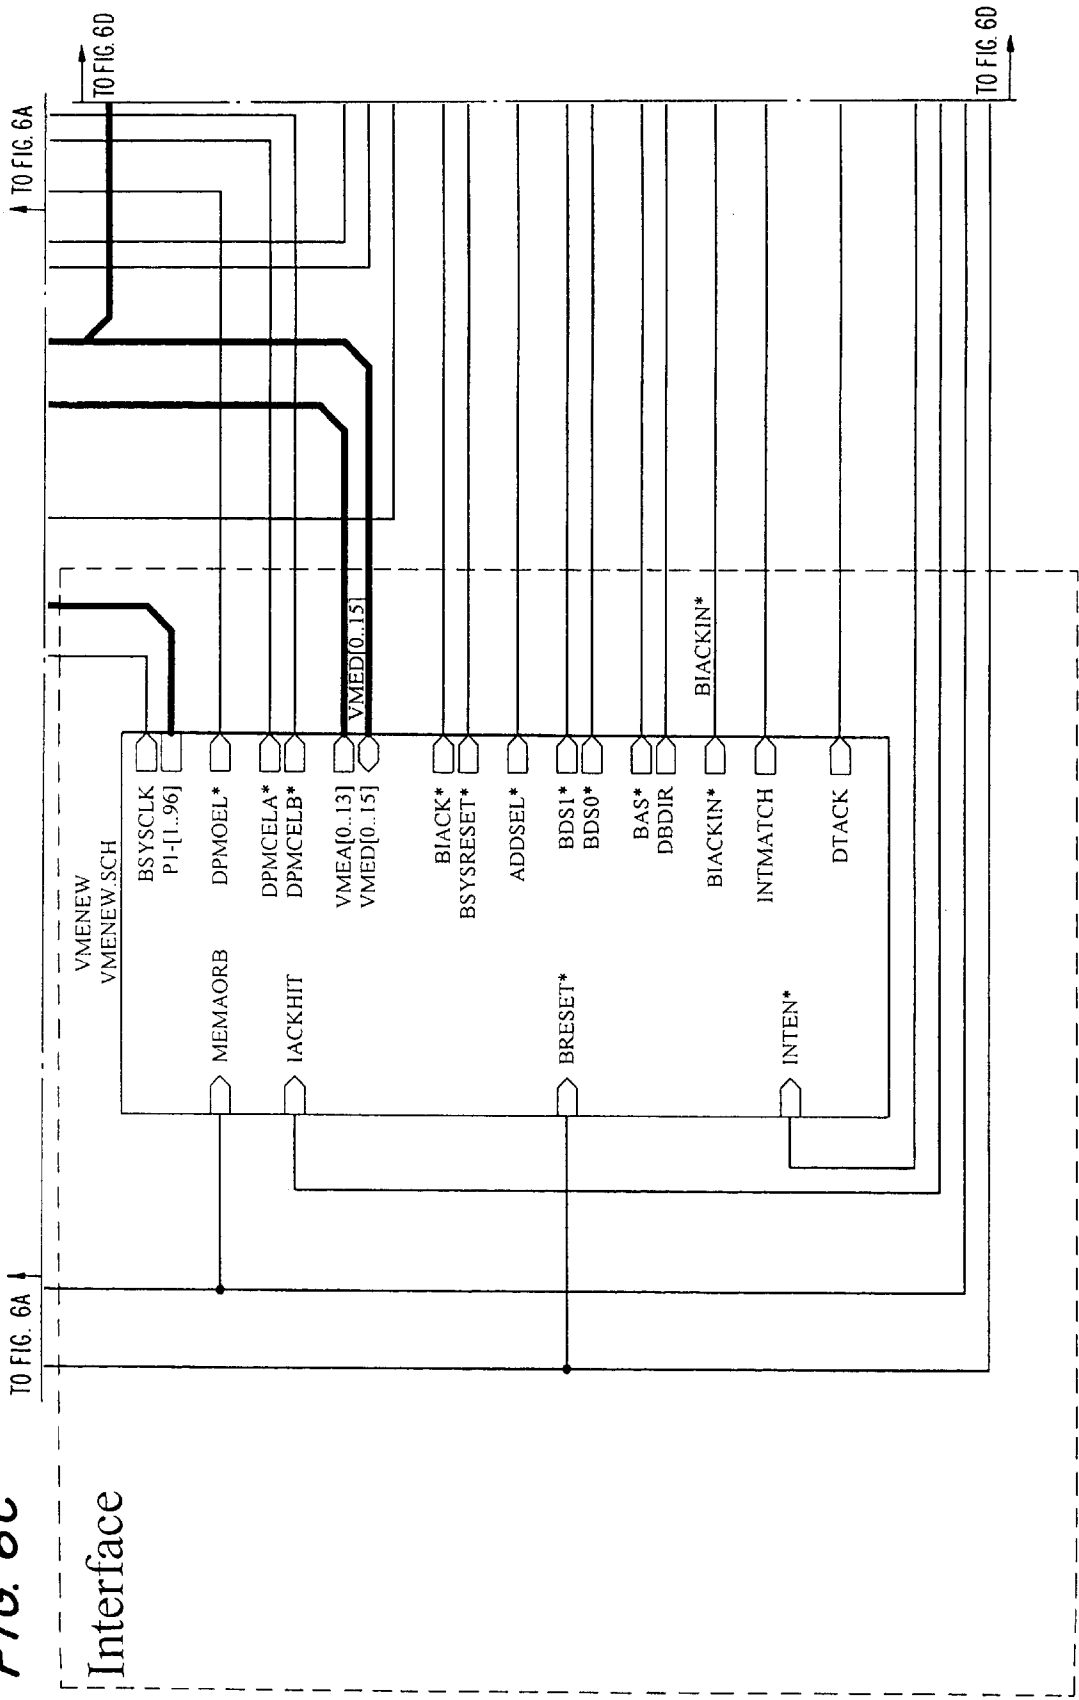 FIG. 6C
TO FIG. 6A
TO FIG. 6A
TO FIG. 6D
TO FIG. 6D
Interface
VMENEW
VMENEW.SCH
MEMAORB
IACKHIT
BRESET*
INTEN*
BSYSCLK
P1-[1..96]
DPMOEL*
DPMCELA*
DPMCELB*
VMEA[0..13]
VMED[0..15]
VMED[0..15]
BIACK*
BSYSRESET*
ADDSEL*
BDS1*
BDS0*
BAS*
DBDIR
BIACKIN*
BIACKIN*
INTMATCH
DTACK